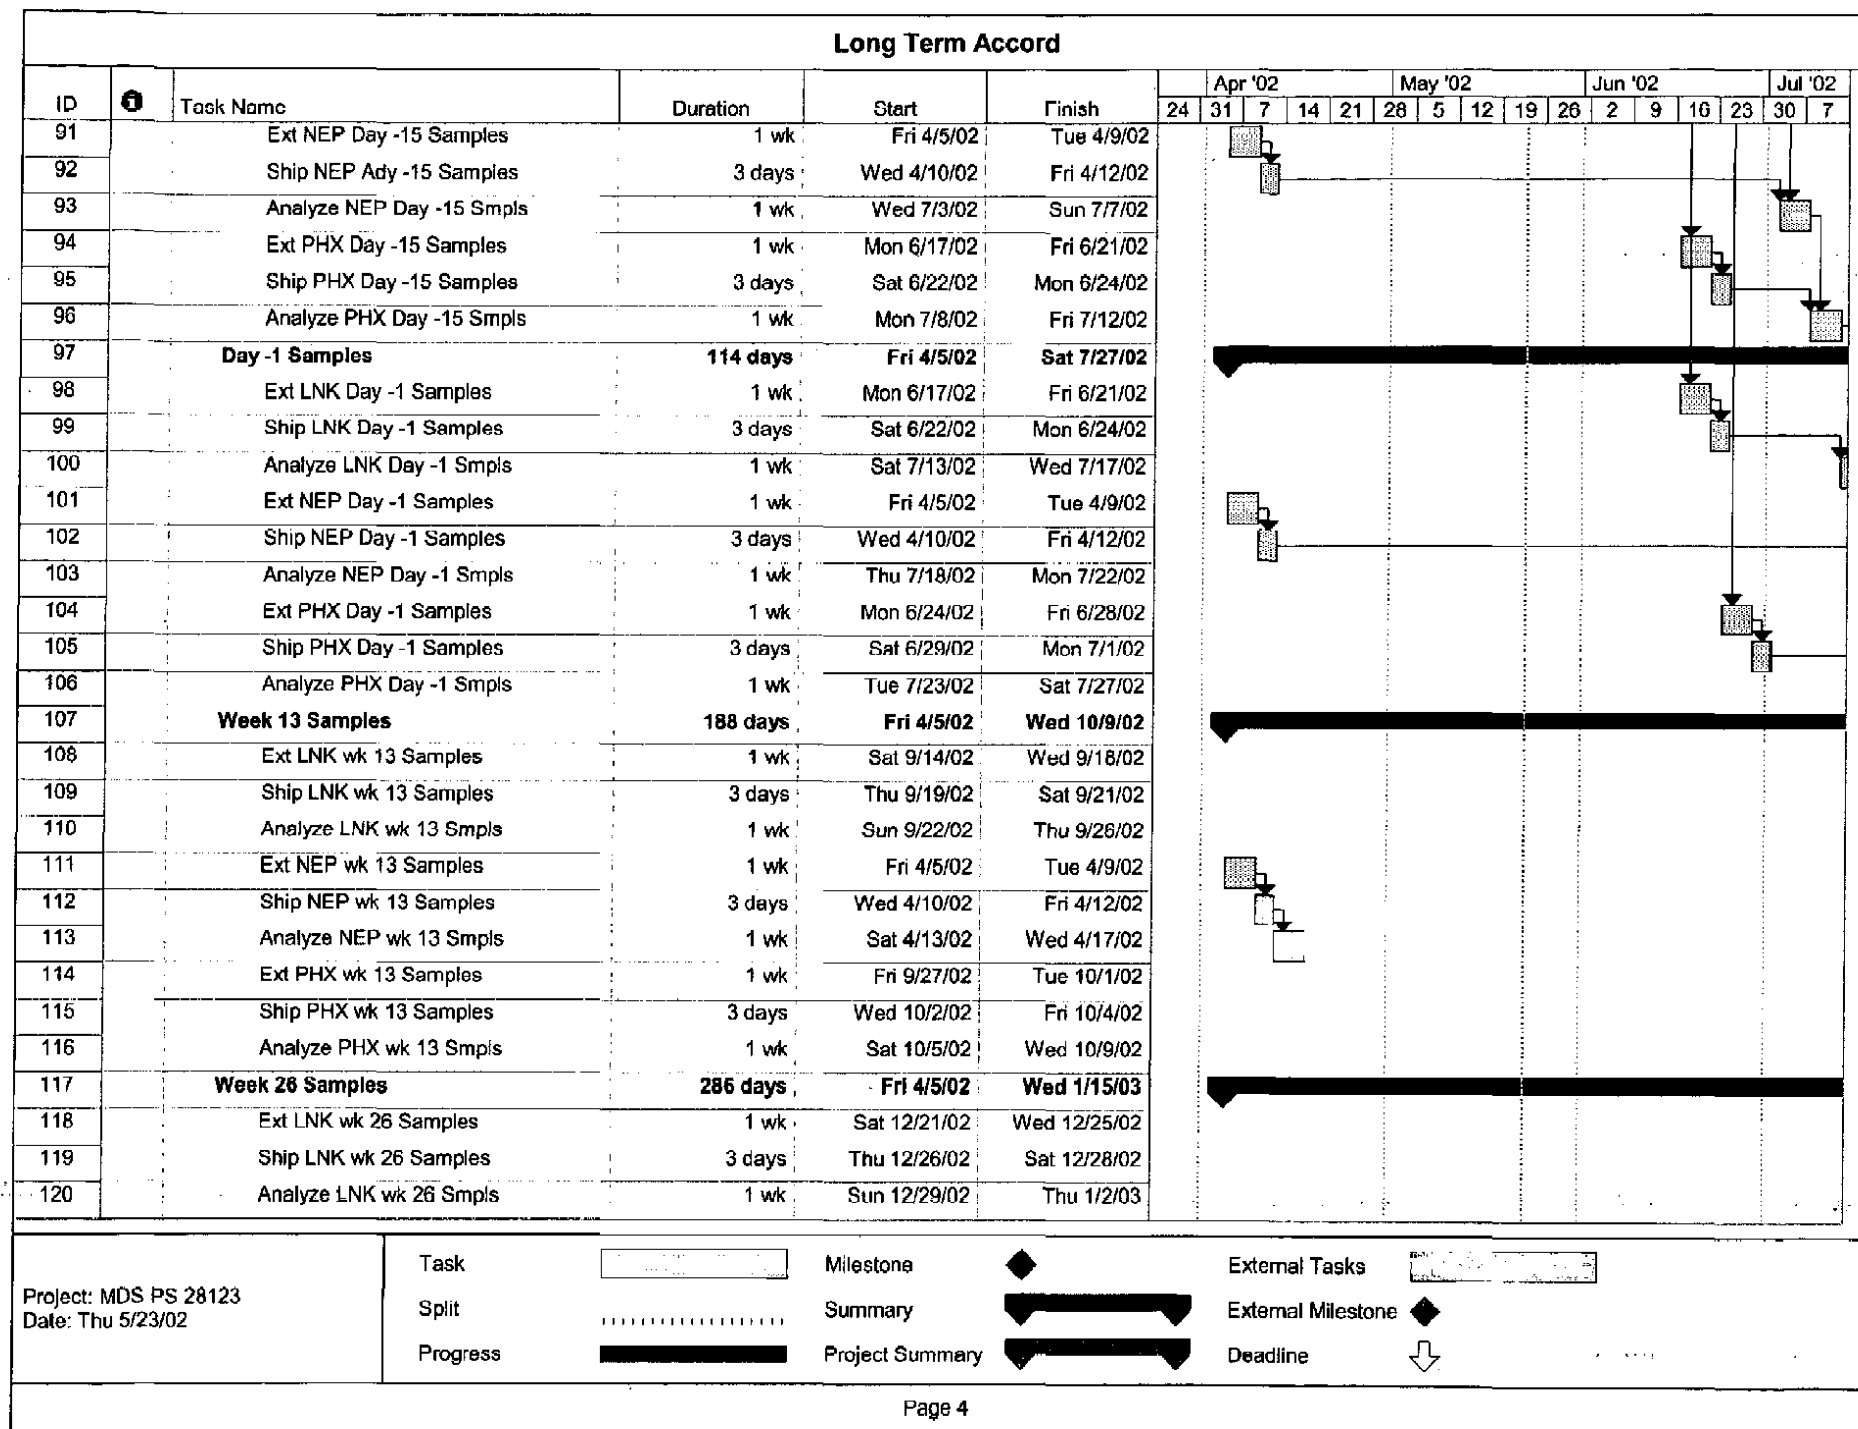 Long Term Accord
Apr '02 May '02 Jun '02 Jul '02
ID Task Name Duration Start Finish 24 31 7 14 21 28 5 12 19 26 2 9 16 23 30 7
91 Ext NEP Day -15 Samples 1 wk Fri 4/5/02 Tue 4/9/02
92 Ship NEP Ady -15 Samples 3 days Wed 4/10/02 Fri 4/12/02
93 Analyze NEP Day -15 Smpls 1 wk Wed 7/3/02 Sun 7/7/02
94 Ext PHX Day -15 Samples 1 wk Mon 6/17/02 Fri 6/21/02
95 Ship PHX Day -15 Samples 3 days Sat 6/22/02 Mon 6/24/02
96 Analyze PHX Day -15 Smpls 1 wk Mon 7/8/02 Fri 7/12/02
97 Day -1 Samples 114 days Fri 4/5/02 Sat 7/27/02
98 Ext LNK Day -1 Samples 1 wk Mon 6/17/02 Fri 6/21/02
99 Ship LNK Day -1 Samples 3 days Sat 6/22/02 Mon 6/24/02
100 Analyze LNK Day -1 Smpls 1 wk Sat 7/13/02 Wed 7/17/02
101 Ext NEP Day -1 Samples 1 wk Fri 4/5/02 Tue 4/9/02
102 Ship NEP Day -1 Samples 3 days Wed 4/10/02 Fri 4/12/02
103 Analyze NEP Day -1 Smpls 1 wk Thu 7/18/02 Mon 7/22/02
104 Ext PHX Day -1 Samples 1 wk Mon 6/24/02 Fri 6/28/02
105 Ship PHX Day -1 Samples 3 days Sat 6/29/02 Mon 7/1/02
106 Analyze PHX Day -1 Smpls 1 wk Tue 7/23/02 Sat 7/27/02
107 Week 13 Samples 188 days Fri 4/5/02 Wed 10/9/02
108 Ext LNK wk 13 Samples 1 wk Sat 9/14/02 Wed 9/18/02
109 Ship LNK wk 13 Samples 3 days Thu 9/19/02 Sat 9/21/02
110 Analyze LNK wk 13 Smpls 1 wk Sun 9/22/02 Thu 9/26/02
111 Ext NEP wk 13 Samples 1 wk Fri 4/5/02 Tue 4/9/02
112 Ship NEP wk 13 Samples 3 days Wed 4/10/02 Fri 4/12/02
113 Analyze NEP wk 13 Smpls 1 wk Sat 4/13/02 Wed 4/17/02
114 Ext PHX wk 13 Samples 1 wk Fri 9/27/02 Tue 10/1/02
115 Ship PHX wk 13 Samples 3 days Wed 10/2/02 Fri 10/4/02
116 Analyze PHX wk 13 Smpls 1 wk Sat 10/5/02 Wed 10/9/02
117 Week 26 Samples 286 days Fri 4/5/02 Wed 1/15/03
118 Ext LNK wk 26 Samples 1 wk Sat 12/21/02 Wed 12/25/02
119 Ship LNK wk 26 Samples 3 days Thu 12/26/02 Sat 12/28/02
120 Analyze LNK wk 26 Smpls 1 wk Sun 12/29/02 Thu 1/2/03
Project: MDS PS 28123
Date: Thu 5/23/02
Task Milestone External Tasks
Split Summary External Milestone
Progress Project Summary Deadline
Page 4